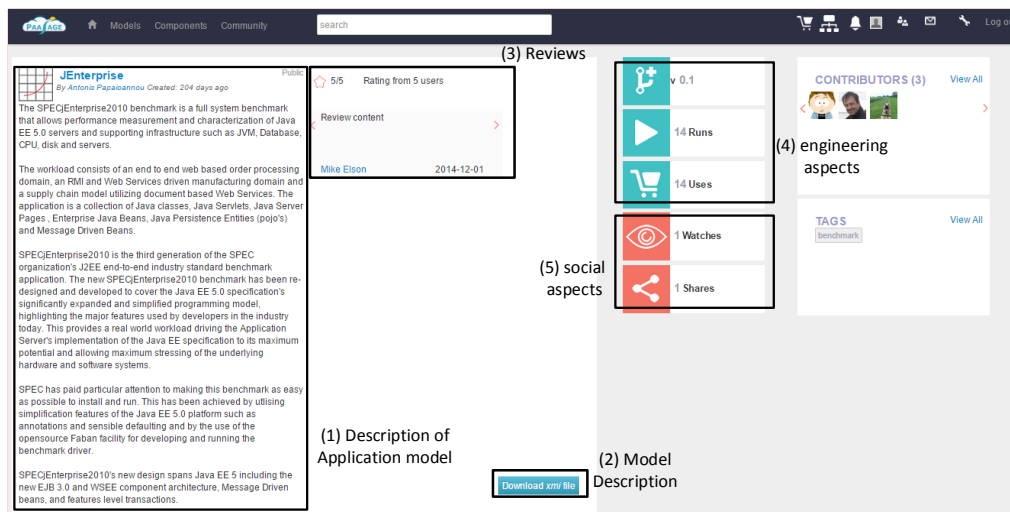 PAASAGE
Models
Components
Community
search
Log ou
(3) Reviews
JEnterprise
Public
By Antonis Papaioannou Created: 204 days ago
The SPECjEnterprise2010 benchmark is a full system benchmark
that allows performance measurement and characterization of Java
EE 5.0 servers and supporting infrastructure such as JVM, Database,
CPU, disk and servers.
The workload consists of an end to end web based order processing
domain, an RMI and Web Services driven manufacturing domain and
a supply chain model utilizing document based Web Services. The
application is a collection of Java classes, Java Servlets, Java Server
Pages , Enterprise Java Beans, Java Persistence Entities (pojo's)
and Message Driven Beans.
SPECjEnterprise2010 is the third generation of the SPEC
organization's J2EE end-to-end industry standard benchmark
application. The new SPECjEnterprise2010 benchmark has been re-
designed and developed to cover the Java EE 5.0 specification's
significantly expanded and simplified programming model,
highlighting the major features used by developers in the industry
today. This provides a real world workload driving the Application
Server's implementation of the Java EE specification to its maximum
potential and allowing maximum stressing of the underlying
hardware and software systems.
SPEC has paid particular attention to making this benchmark as easy
as possible to install and run. This has been achieved by utlising
simplification features of the Java EE 5.0 platform such as
annotations and sensible defaulting and by the use of the
opensource Faban facility for developing and running the
benchmark driver.
SPECjEnterprise2010's new design spans Java EE 5 including the
new EJB 3.0 and WSEE component architecture, Message Driven
beans, and features level transactions.
5/5 Rating from 5 users
Review content
Mike Elson 2014-12-01
(1) Description of
Application model
Download xmi file
(2) Model
Description
v 0.1
14 Runs
14 Uses
(4) engineering
aspects
1 Watches
1 Shares
(5) social
aspects
CONTRIBUTORS (3)
View All
TAGS
View All
benchmark